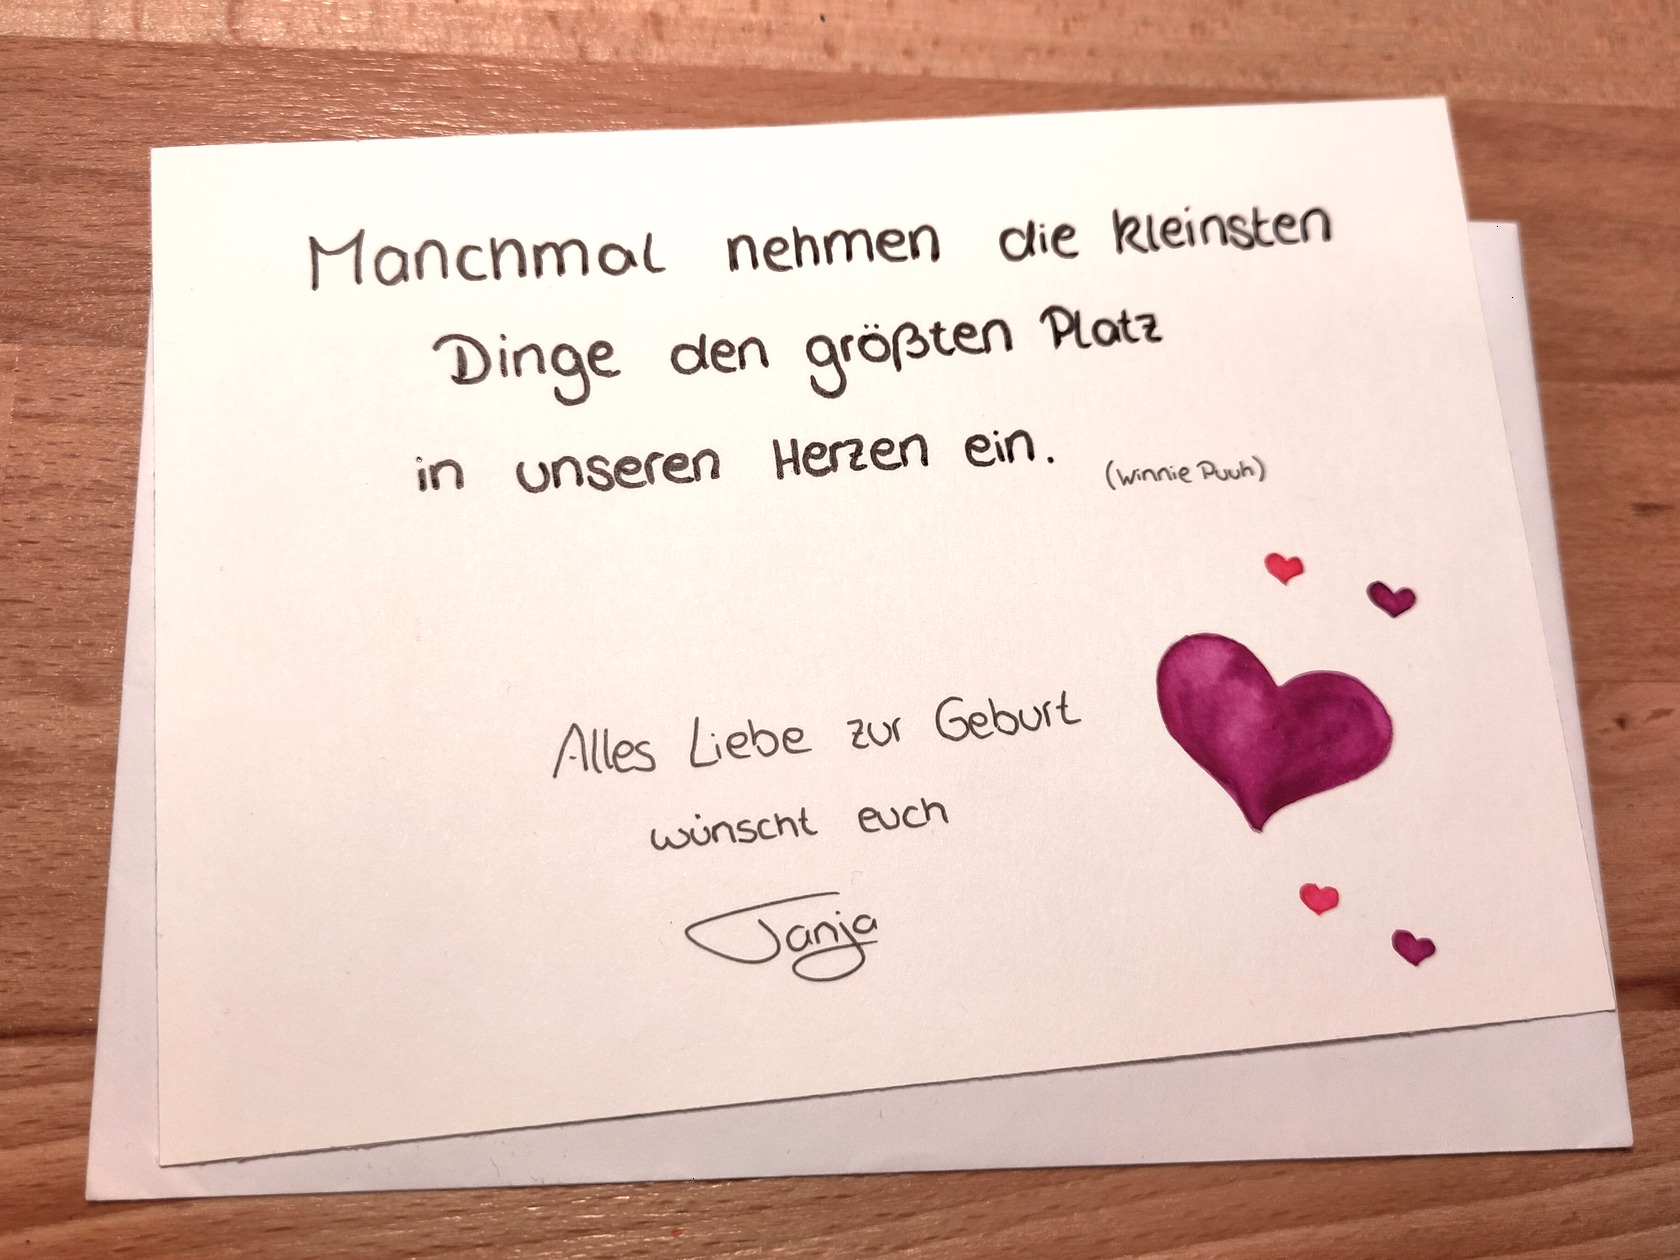 Manchmal nehmen die kleinsten
Dinge den größten Platz
in unseren Herzen ein. (Winnie Puuh)
Alles Liebe zur Geburt
wünscht euch
Tanja